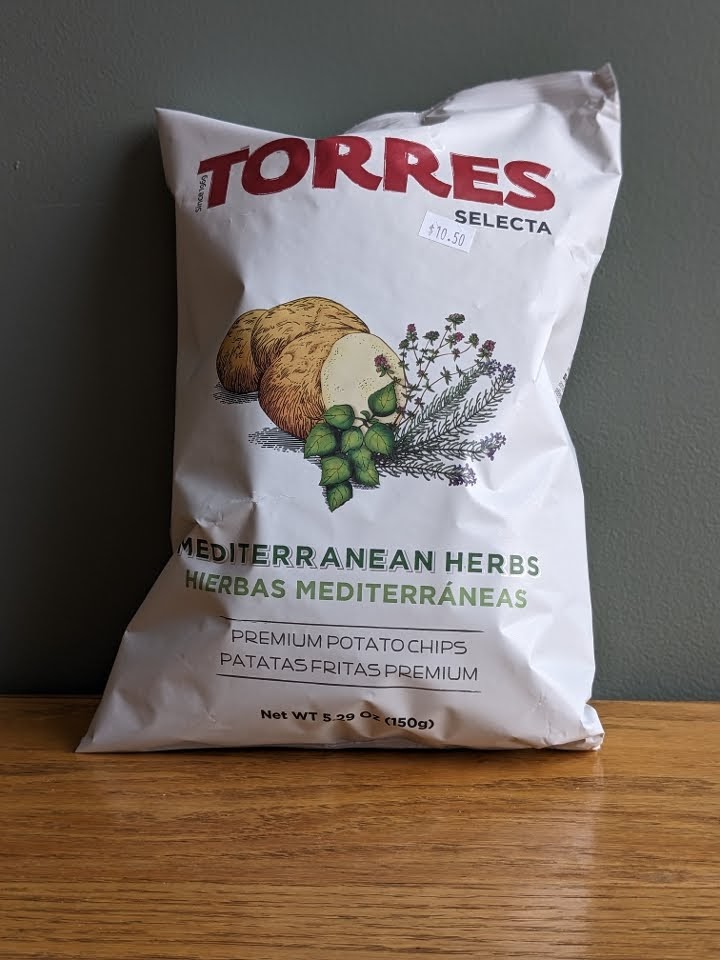 Since 1969
TORRES
SELECTA
$10.50
MEDITERRANEAN HERBS
HIERBAS MEDITERRÁNEAS
PREMIUM POTATO CHIPS
PATATAS FRITAS PREMIUM
Net WT 5.29 Oz (150g)